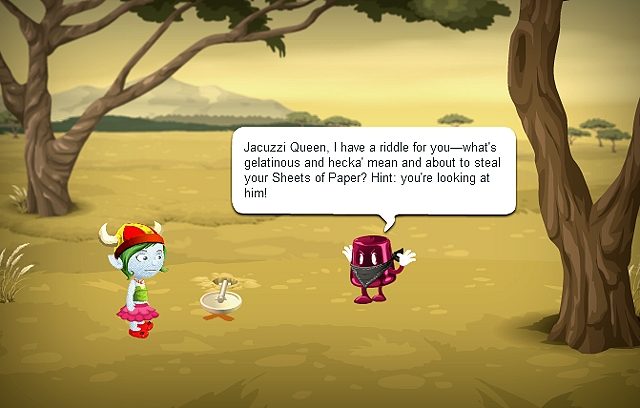 Jacuzzi Queen, I have a riddle for you—what's
gelatinous and hecka' mean and about to steal
your Sheets of Paper? Hint: you're looking at
him!